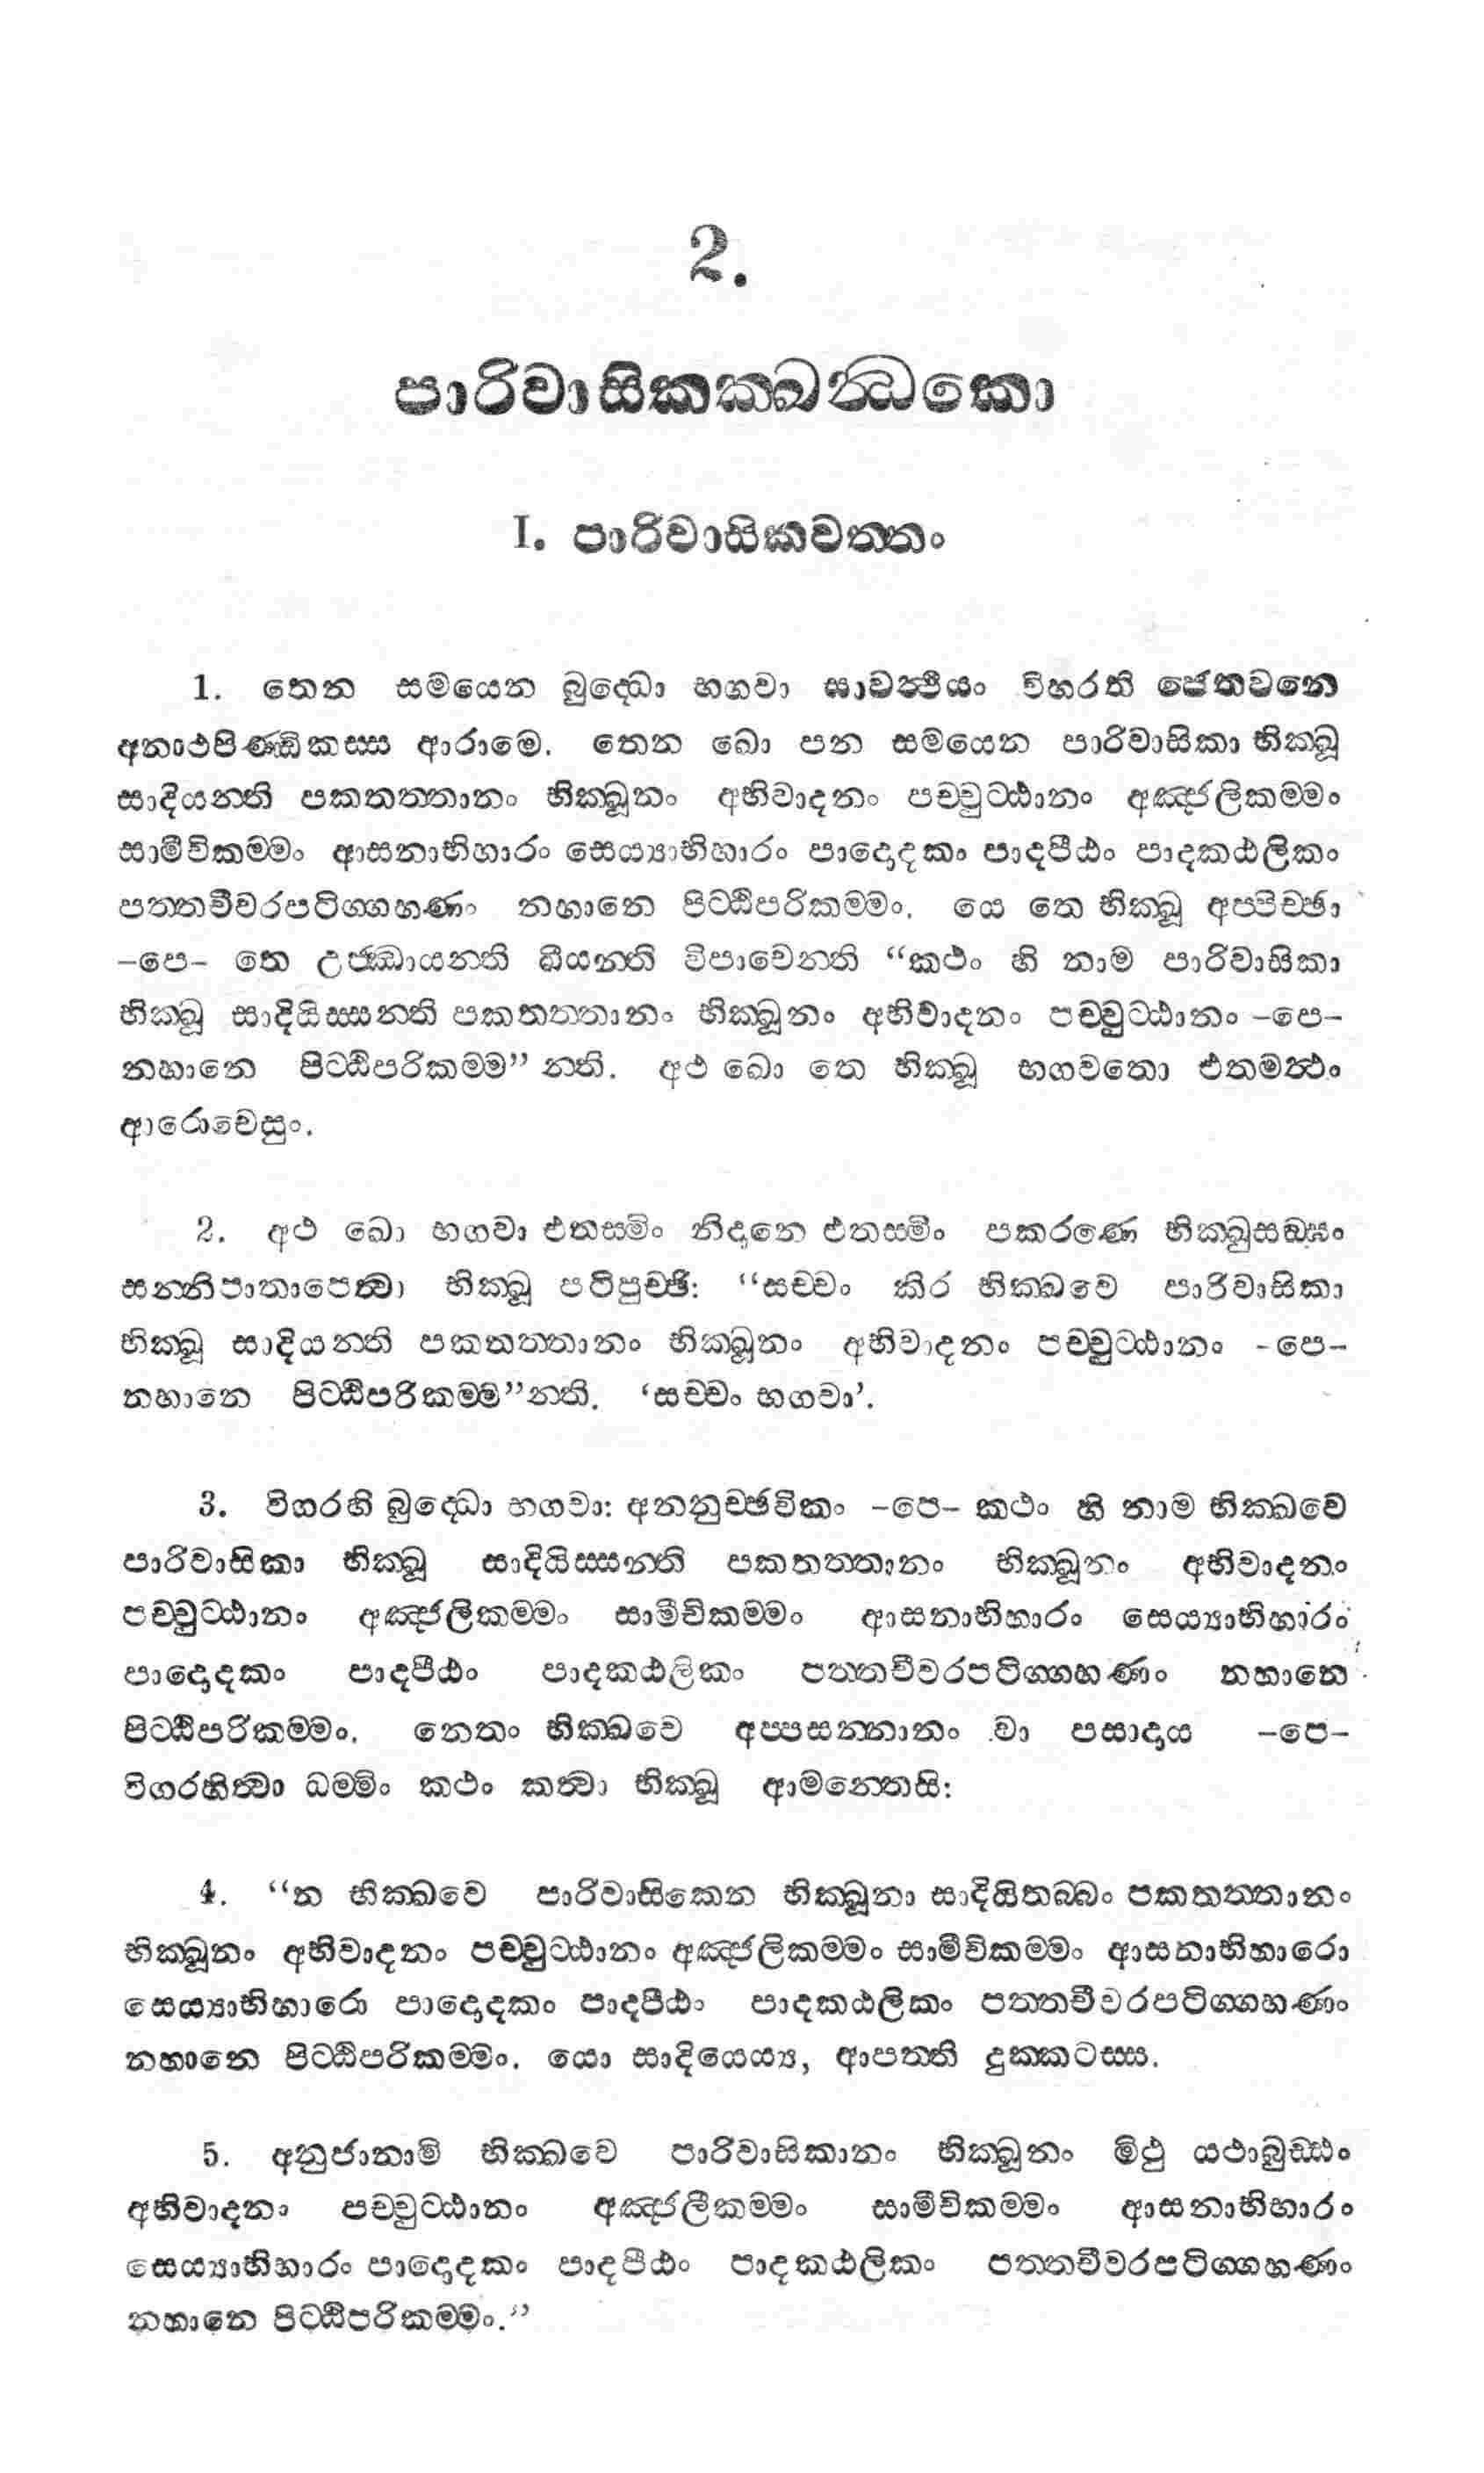 2.
පාරිවාසිකක්ඛන්ධකො
I. පාරිවාසිකවත්තං
1. තෙන සමයෙන බුද්ධො භගවා සාවත්ථියං විහරති ජේතවනෙ
අනාථපිණ්ඩිකස්ස ආරාමෙ. තෙන ඛො පන සමයෙන පාරිවාසිකා භික්ඛූ
සාදියන්ති පකතත්තානං භික්ඛූනං අභිවාදනං පච්චුට්ඨානං අඤ්ජලිකම්මං
සාමීචිකම්මං ආසනාභිහාරං සෙය්‍යාභිහාරං පාදොදකං පාදපීඨං පාදකඨලිකං
පත්තචීවරපටිග්ගහණං නහානෙ පිට්ඨිපරිකම්මං. යෙ තෙ භික්ඛූ අප්පිච්ඡා
-පෙ- තෙ උජ්ඣායන්ති ඛීයන්ති විපාචෙන්ති “කථං හි නාම පාරිවාසිකා
භික්ඛූ සාදියිස්සන්ති පකතත්තානං භික්ඛූනං අභිවාදනං පච්චුට්ඨානං -පෙ-
නහානෙ පිට්ඨිපරිකම්ම” න්ති. අථ ඛො තෙ භික්ඛූ භගවතො එතමත්ථං
ආරොචෙසුං.
2. අථ ඛො භගවා එතස්මිං නිදානෙ එතස්මිං පකරණෙ භික්ඛුසඞ්ඝං
සන්නිපාතාපෙත්වා භික්ඛූ පටිපුච්ඡි: “සච්චං කිර භික්ඛවෙ පාරිවාසිකා
භික්ඛූ සාදියන්ති පකතත්තානං භික්ඛූනං අභිවාදනං පච්චුට්ඨානං -පෙ-
නහානෙ පිට්ඨිපරිකම්ම”න්ති. ‘සච්චං භගවා’.
3. විගරහි බුද්ධො භගවා: අනනුච්ඡවිකං -පෙ- කථං හි නාම භික්ඛවෙ
පාරිවාසිකා භික්ඛූ සාදියිස්සන්ති පකතත්තානං භික්ඛූනං අභිවාදනං
පච්චුට්ඨානං අඤ්ජලිකම්මං සාමීචිකම්මං ආසනාභිහාරං සෙය්‍යාභිහාරං
පාදොදකං පාදපීඨං පාදකඨලිකං පත්තචීවරපටිග්ගහණං නහානෙ
පිට්ඨිපරිකම්මං. නෙතං භික්ඛවෙ අප්පසන්නානං වා පසාදාය -පෙ-
විගරහිත්වා ධම්මිං කථං කත්වා භික්ඛූ ආමන්තෙසි:
4. “න භික්ඛවෙ පාරිවාසිකෙන භික්ඛූනා සාදියිතබ්බං පකතත්තානං
භික්ඛූනං අභිවාදනං පච්චුට්ඨානං අඤ්ජලිකම්මං සාමීචිකම්මං ආසනාභිහාරො
සෙය්‍යාභිහාරො පාදොදකං පාදපීඨං පාදකඨලිකං පත්තචීවරපටිග්ගහණං
නහානෙ පිට්ඨිපරිකම්මං. යො සාදියෙය්‍ය, ආපත්ති දුක්කටස්ස.
5. අනුජානාමි භික්ඛවෙ පාරිවාසිකානං භික්ඛූනං මිථු යථාබුඩ්ඪං
අභිවාදනං පච්චුට්ඨානං අඤ්ජලීකම්මං සාමීචිකම්මං ආසනාභිහාරං
සෙය්‍යාභිහාරං පාදොදකං පාදපීඨං පාදකඨලිකං පත්තචීවරපටිග්ගහණං
නහානෙ පිට්ඨිපරිකම්මං.”